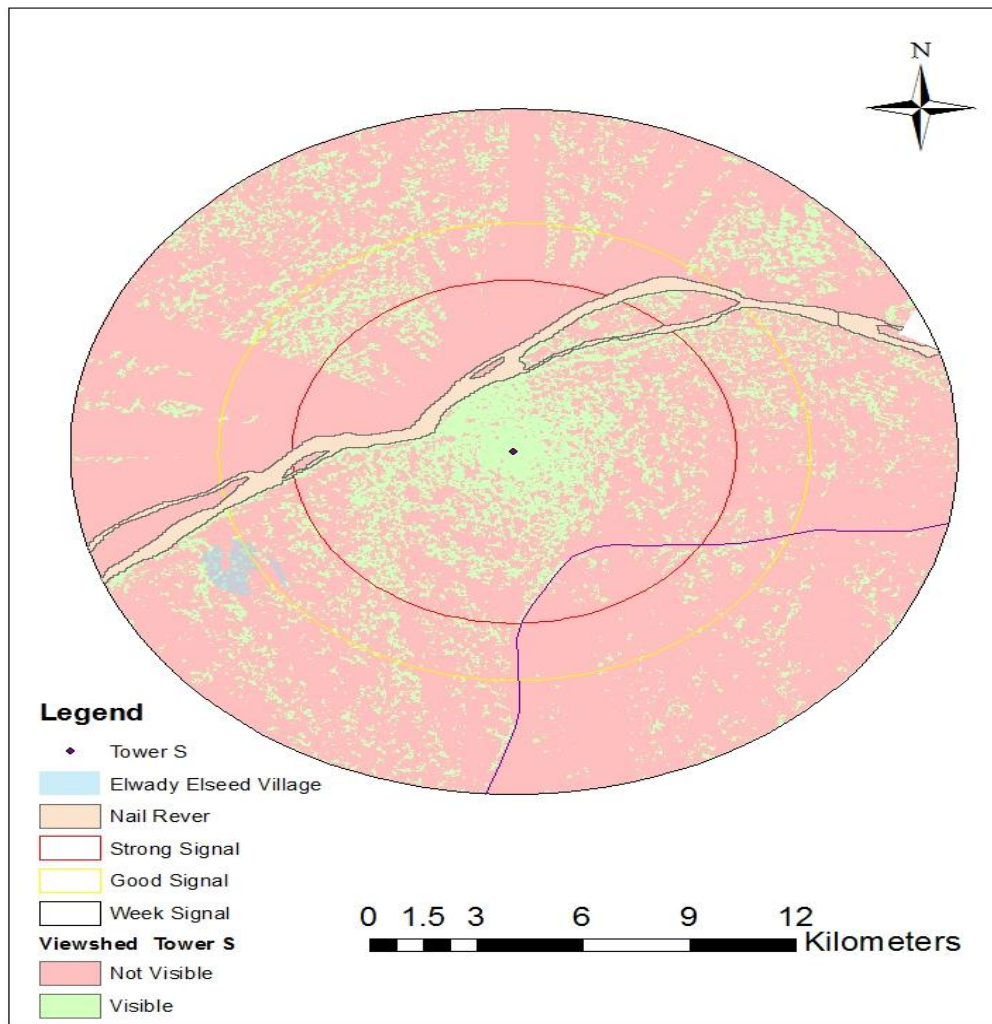 N
Legend
Tower S
Elwady Elseed Village
Nail Rever
Strong Signal
Good Signal
Week Signal
Viewshed Tower S
Not Visible
Visible
0 1.5 3 6 9 12
Kilometers